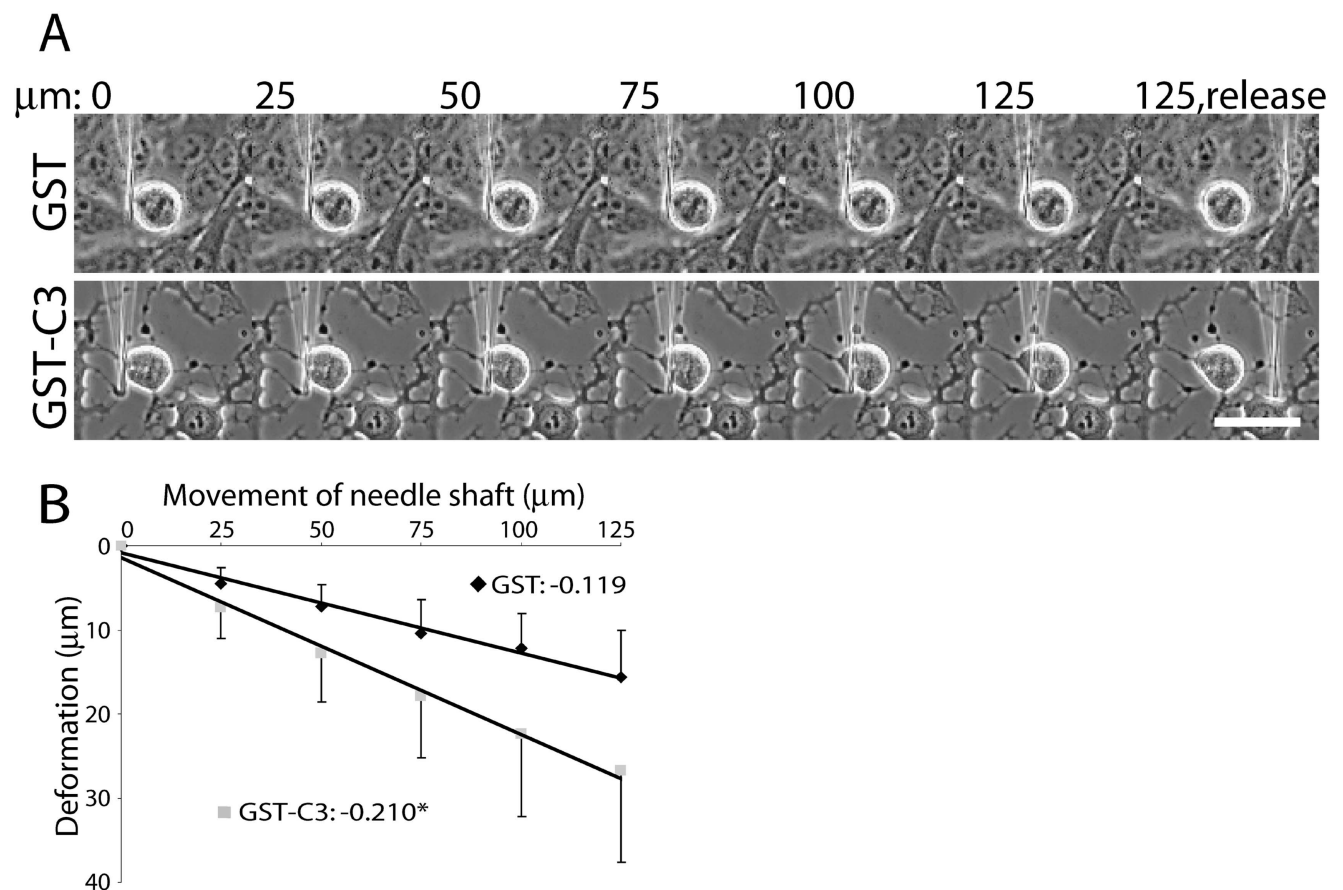 A
μm: 0 25 50 75 100 125 125,release
GST
GST-C3
B
Movement of needle shaft (μm)
0 25 50 75 100 125
0
GST: -0.119
10
20
30
GST-C3: -0.210*
40
Deformation (μm)